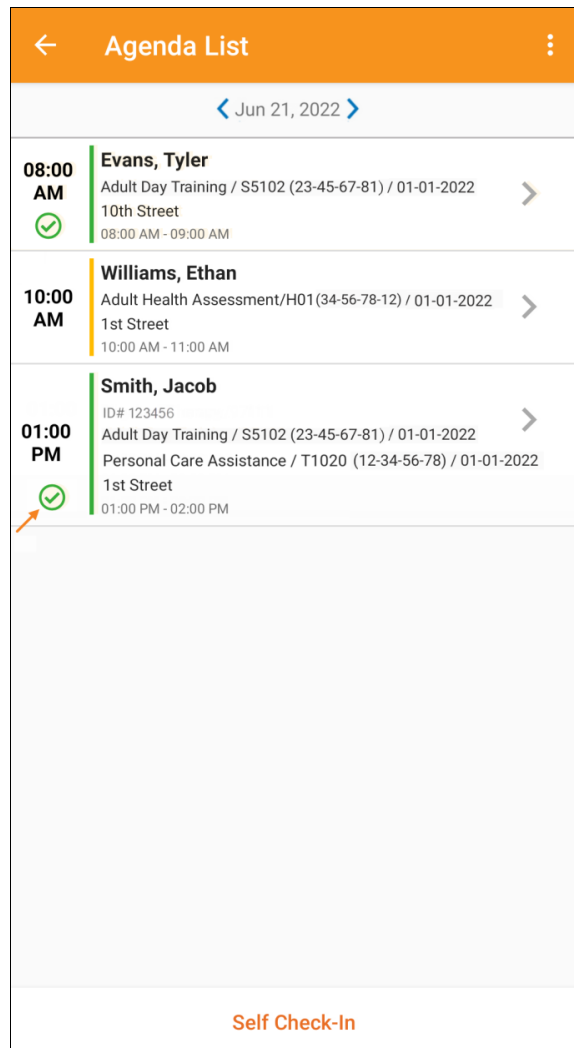 Agenda List
Jun 21, 2022
08:00
AM
Evans, Tyler
Adult Day Training / S5102 (23-45-67-81) / 01-01-2022
10th Street
08:00 AM - 09:00 AM
10:00
AM
Williams, Ethan
Adult Health Assessment/H01(34-56-78-12) / 01-01-2022
1st Street
10:00 AM - 11:00 AM
01:00
PM
Smith, Jacob
ID# 123456
Adult Day Training / S5102 (23-45-67-81) / 01-01-2022
Personal Care Assistance / T1020 (12-34-56-78) / 01-01-2022
1st Street
01:00 PM - 02:00 PM
Self Check-In